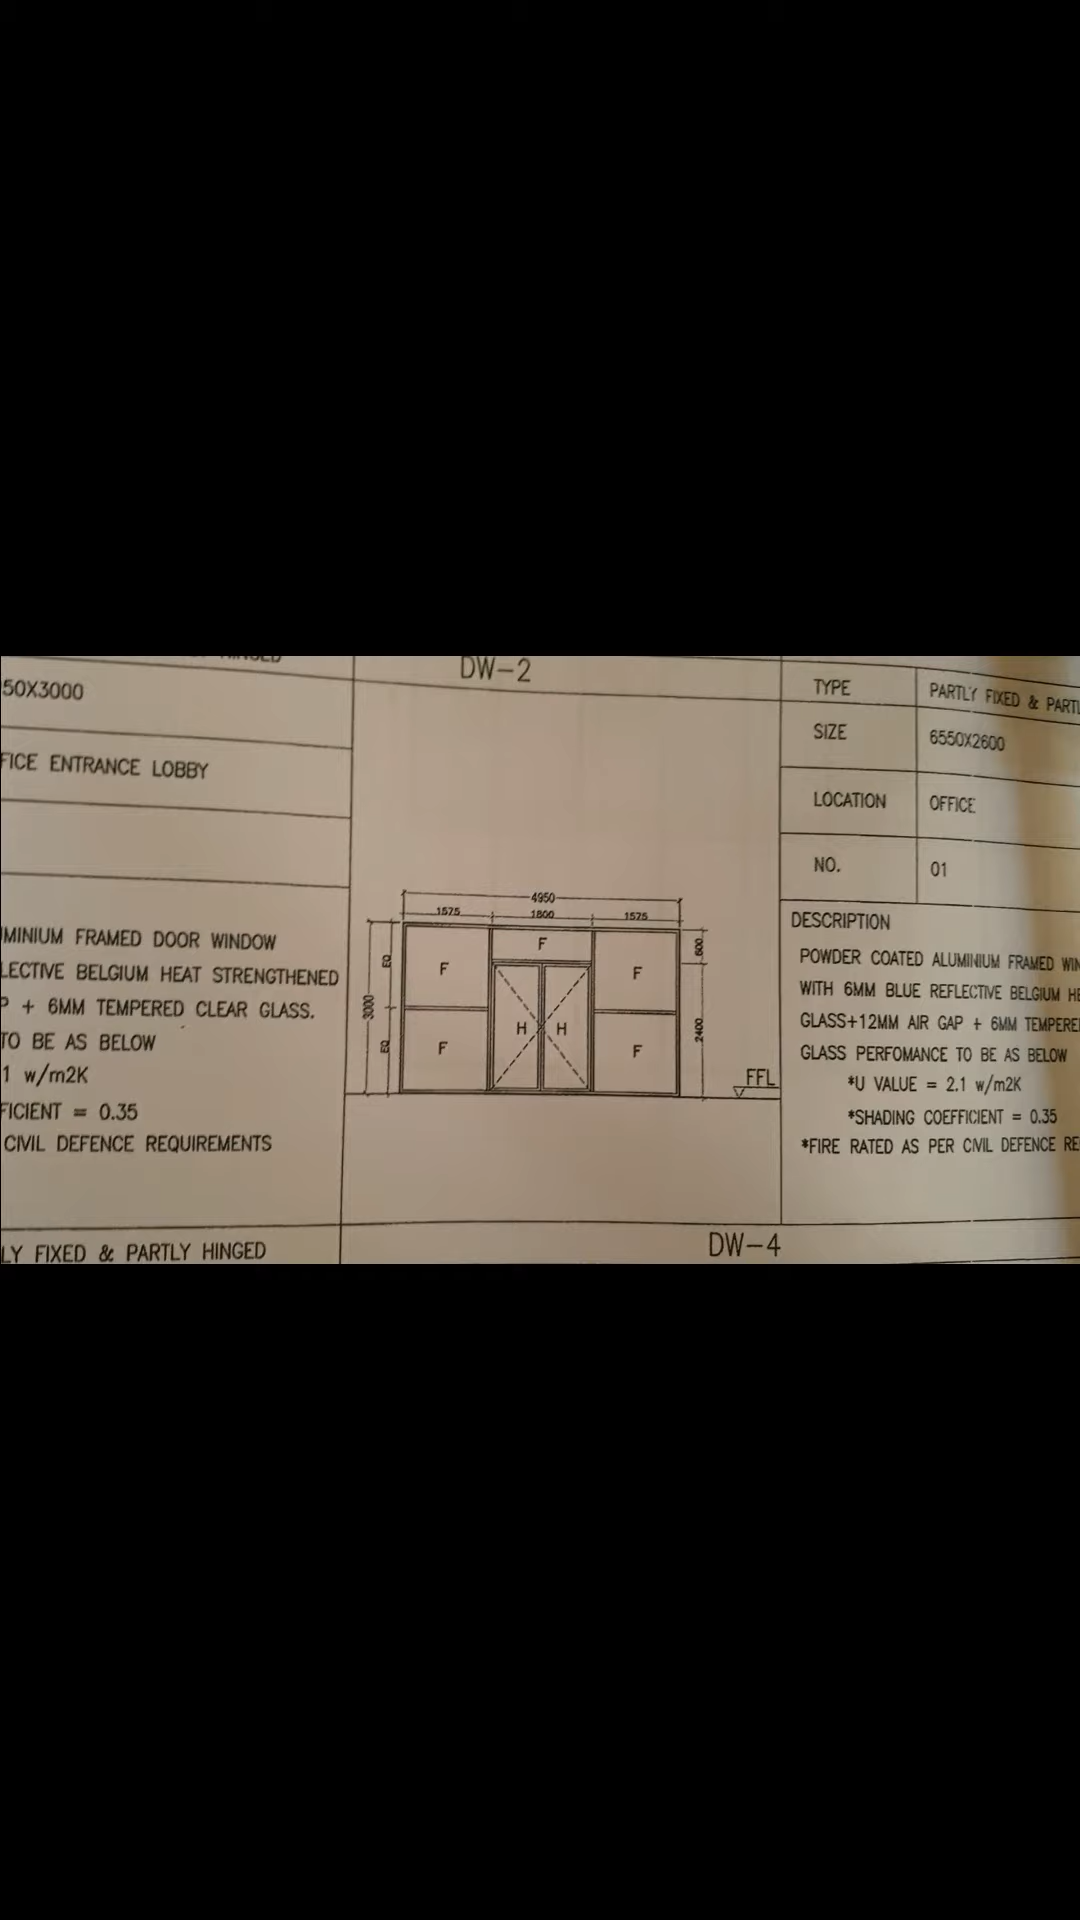 DW-2
50X3000
FICE ENTRANCE LOBBY
MINIUM FRAMED DOOR WINDOW
LECTIVE BELGIUM HEAT STRENGTHENED
P + 6MM TEMPERED CLEAR GLASS.
TO BE AS BELOW
1 w/m2K
FICIENT = 0.35
CIVIL DEFENCE REQUIREMENTS
LY FIXED & PARTLY HINGED
4950
1575 1800 1575
F
F
F
600
EQ
3000
H H
2400
EQ
F
F
FFL
TYPE PARTLY FIXED & PARTL
SIZE 6550X2600
LOCATION OFFICE
NO. 01
DESCRIPTION
POWDER COATED ALUMINIUM FRAMED WIN
WITH 6MM BLUE REFLECTIVE BELGIUM HE
GLASS+12MM AIR GAP + 6MM TEMPERE
GLASS PERFOMANCE TO BE AS BELOW
*U VALUE = 2.1 w/m2K
*SHADING COEFFICIENT = 0.35
*FIRE RATED AS PER CIVIL DEFENCE RE
DW-4